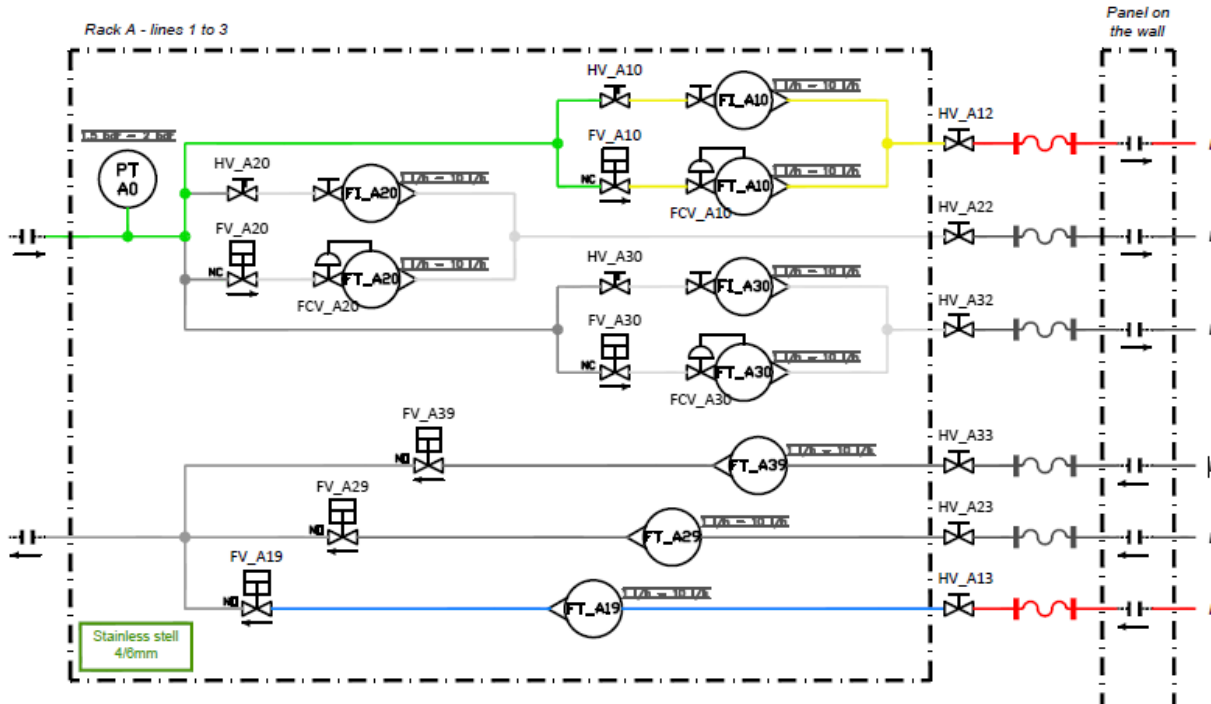 Rack A - lines 1 to 3
Panel on
the wall
HV_A10
1 l/h - 10 l/h
FI_A10
HV_A12
1.5 bar - 2 bar
FV_A10
PT
A0
HV_A20
1 l/h - 10 l/h
FI_A20
NC
1 l/h - 10 l/h
FT_A10
FCV_A10
FV_A20
HV_A22
NC
1 l/h - 10 l/h
FT_A20
FCV_A20
HV_A30
1 l/h - 10 l/h
FI_A30
HV_A32
FV_A30
NC
1 l/h - 10 l/h
FT_A30
FCV_A30
FV_A39
NO
1 l/h - 10 l/h
FT_A39
HV_A33
FV_A29
NO
1 l/h - 10 l/h
FT_A29
HV_A23
FV_A19
NO
1 l/h - 10 l/h
FT_A19
HV_A13
Stainless stell
4/6mm